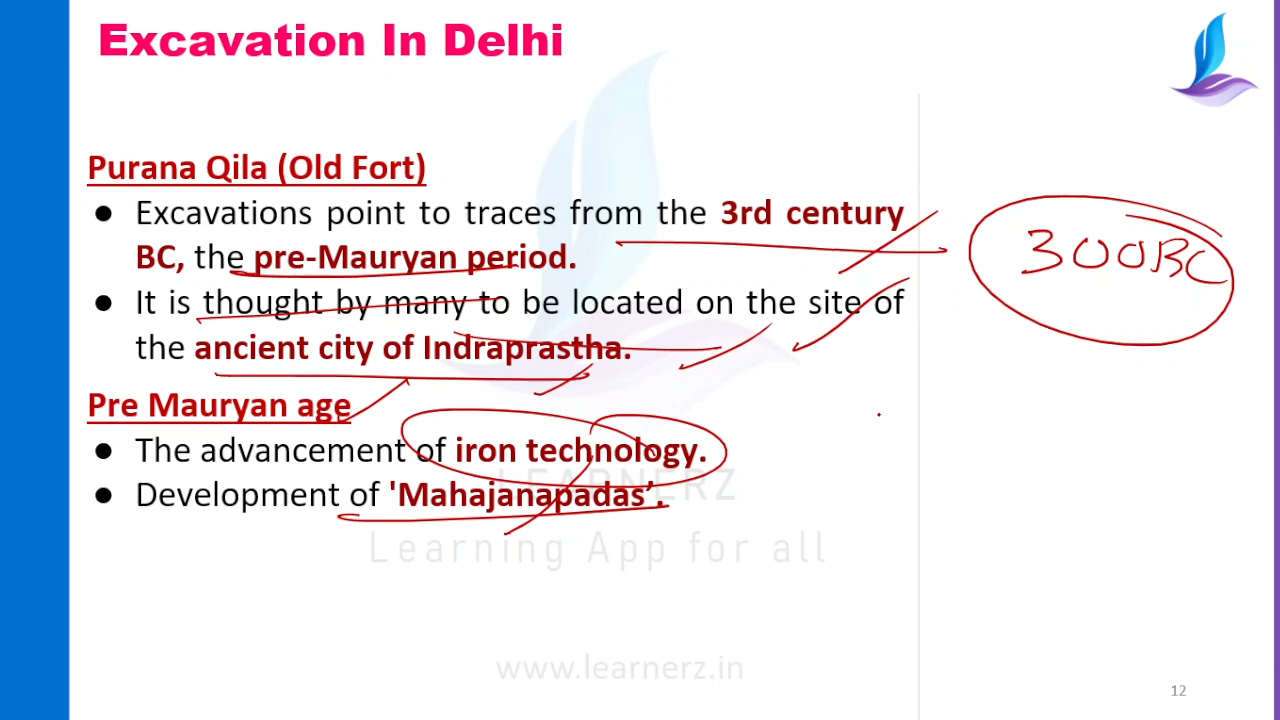 Excavation In Delhi
Purana Qila (Old Fort)
● Excavations point to traces from the 3rd century
BC, the pre-Mauryan period.
300BC
● It is thought by many to be located on the site of
the ancient city of Indraprastha.
Pre Mauryan age
● The advancement of iron technology.
● Development of 'Mahajanapadas’.
LEARNERZ
Learning App for all
www.learnerz.in
12